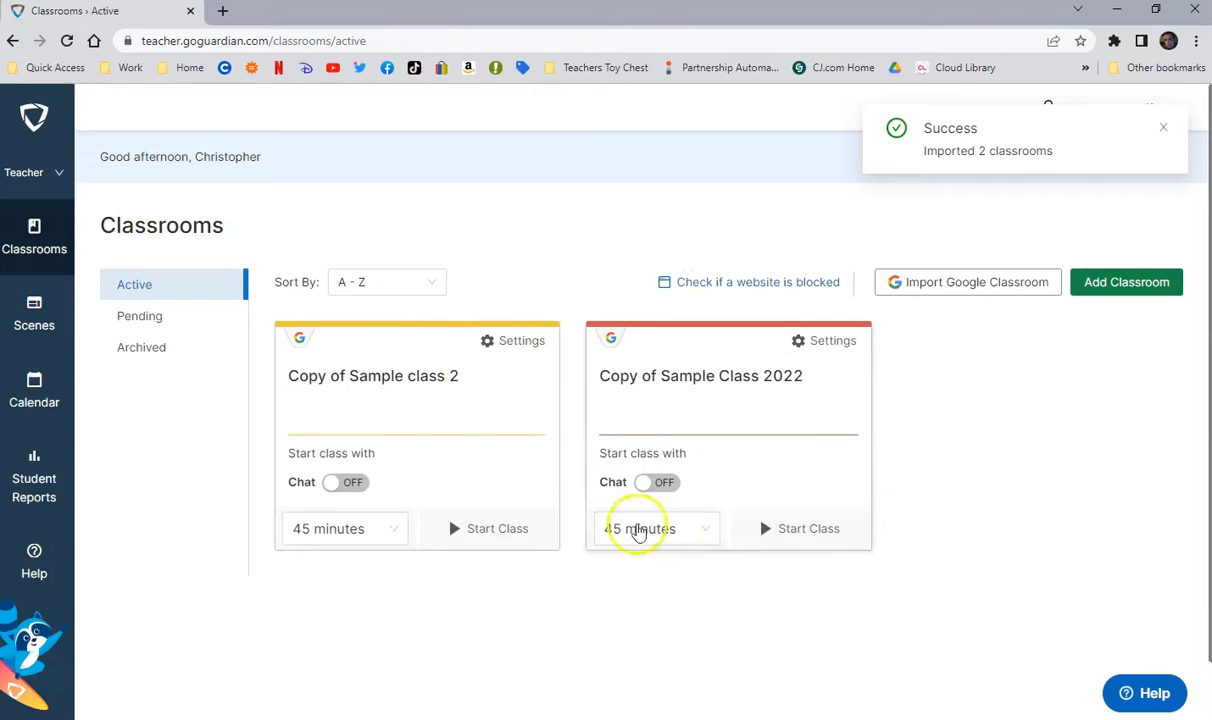 Classrooms › Active
teacher.goguardian.com/classrooms/active
Quick Access Work Home Teachers Toy Chest Partnership Automa... CJ.com Home Cloud Library » Other bookmarks
Teacher
Classrooms
Scenes
Calendar
Student
Reports
Help
Good afternoon, Christopher
Success
Imported 2 classrooms
Classrooms
Active
Pending
Archived
Sort By: A - Z Check if a website is blocked Import Google Classroom Add Classroom
Settings
Copy of Sample class 2
Start class with
Chat OFF
45 minutes Start Class
Settings
Copy of Sample Class 2022
Start class with
Chat OFF
45 minutes Start Class
Help